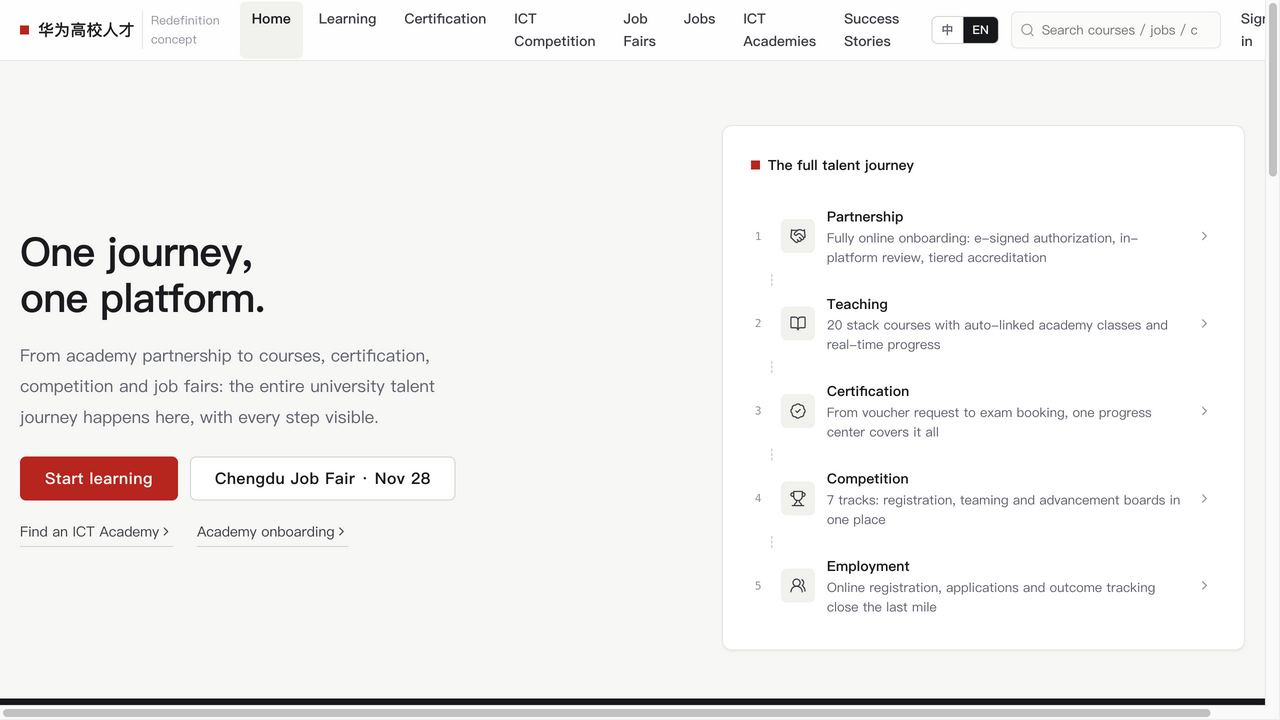 华为高校人才
Redefinition
concept
Home
Learning
Certification
ICT
Competition
Job
Fairs
Jobs
ICT
Academies
Success
Stories
中
EN
Search courses / jobs / c
Sign
in
One journey,
one platform.
From academy partnership to courses, certification,
competition and job fairs: the entire university talent
journey happens here, with every step visible.
Start learning
Chengdu Job Fair · Nov 28
Find an ICT Academy
Academy onboarding
The full talent journey
1
Partnership
Fully online onboarding: e-signed authorization, in-
platform review, tiered accreditation
2
Teaching
20 stack courses with auto-linked academy classes and
real-time progress
3
Certification
From voucher request to exam booking, one progress
center covers it all
4
Competition
7 tracks: registration, teaming and advancement boards in
one place
5
Employment
Online registration, applications and outcome tracking
close the last mile